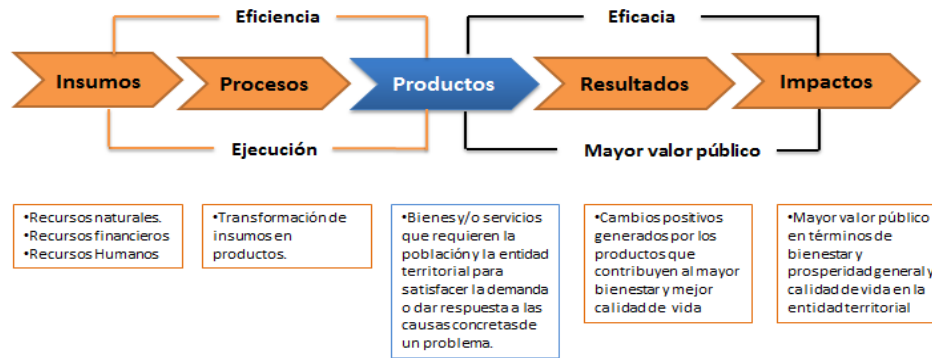 Eficiencia
Eficacia
Insumos
Procesos
Productos
Resultados
Impactos
Ejecución
Mayor valor público
•Recursos naturales.
•Recursos financieros
•Recursos Humanos
•Transformación de
insumos en
productos.
•Bienes y/o servicios
que requieren la
población y la entidad
territorial para
satisfacer la demanda
o dar respuesta a las
causas concretas de
un problema.
•Cambios positivos
generados por los
productos que
contribuyen al mayor
bienestar y mejor
calidad de vida
•Mayor valor público
en términos de
bienestar y
prosperidad general y
calidad de vida en la
entidad territorial